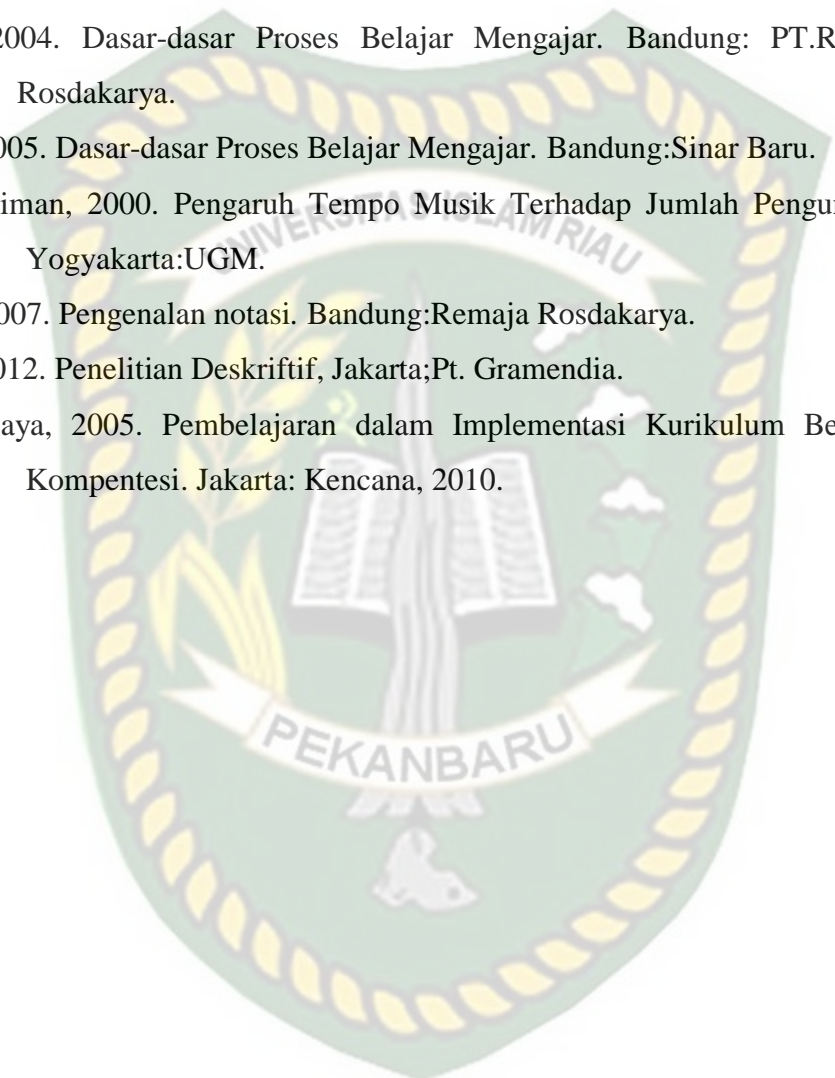 2004. Dasar-dasar Proses Belajar Mengajar. Bandung: PT.R
Rosdakarya.
005. Dasar-dasar Proses Belajar Mengajar. Bandung:Sinar Baru.
iman, 2000. Pengaruh Tempo Musik Terhadap Jumlah Pengu
Yogyakarta:UGM.
007. Pengenalan notasi. Bandung:Remaja Rosdakarya.
012. Penelitian Deskriftif, Jakarta;Pt. Gramendia.
aya, 2005. Pembelajaran dalam Implementasi Kurikulum Be
Kompentesi. Jakarta: Kencana, 2010.
UNIVERSITAS ISLAM RIAU
PEKANBARU